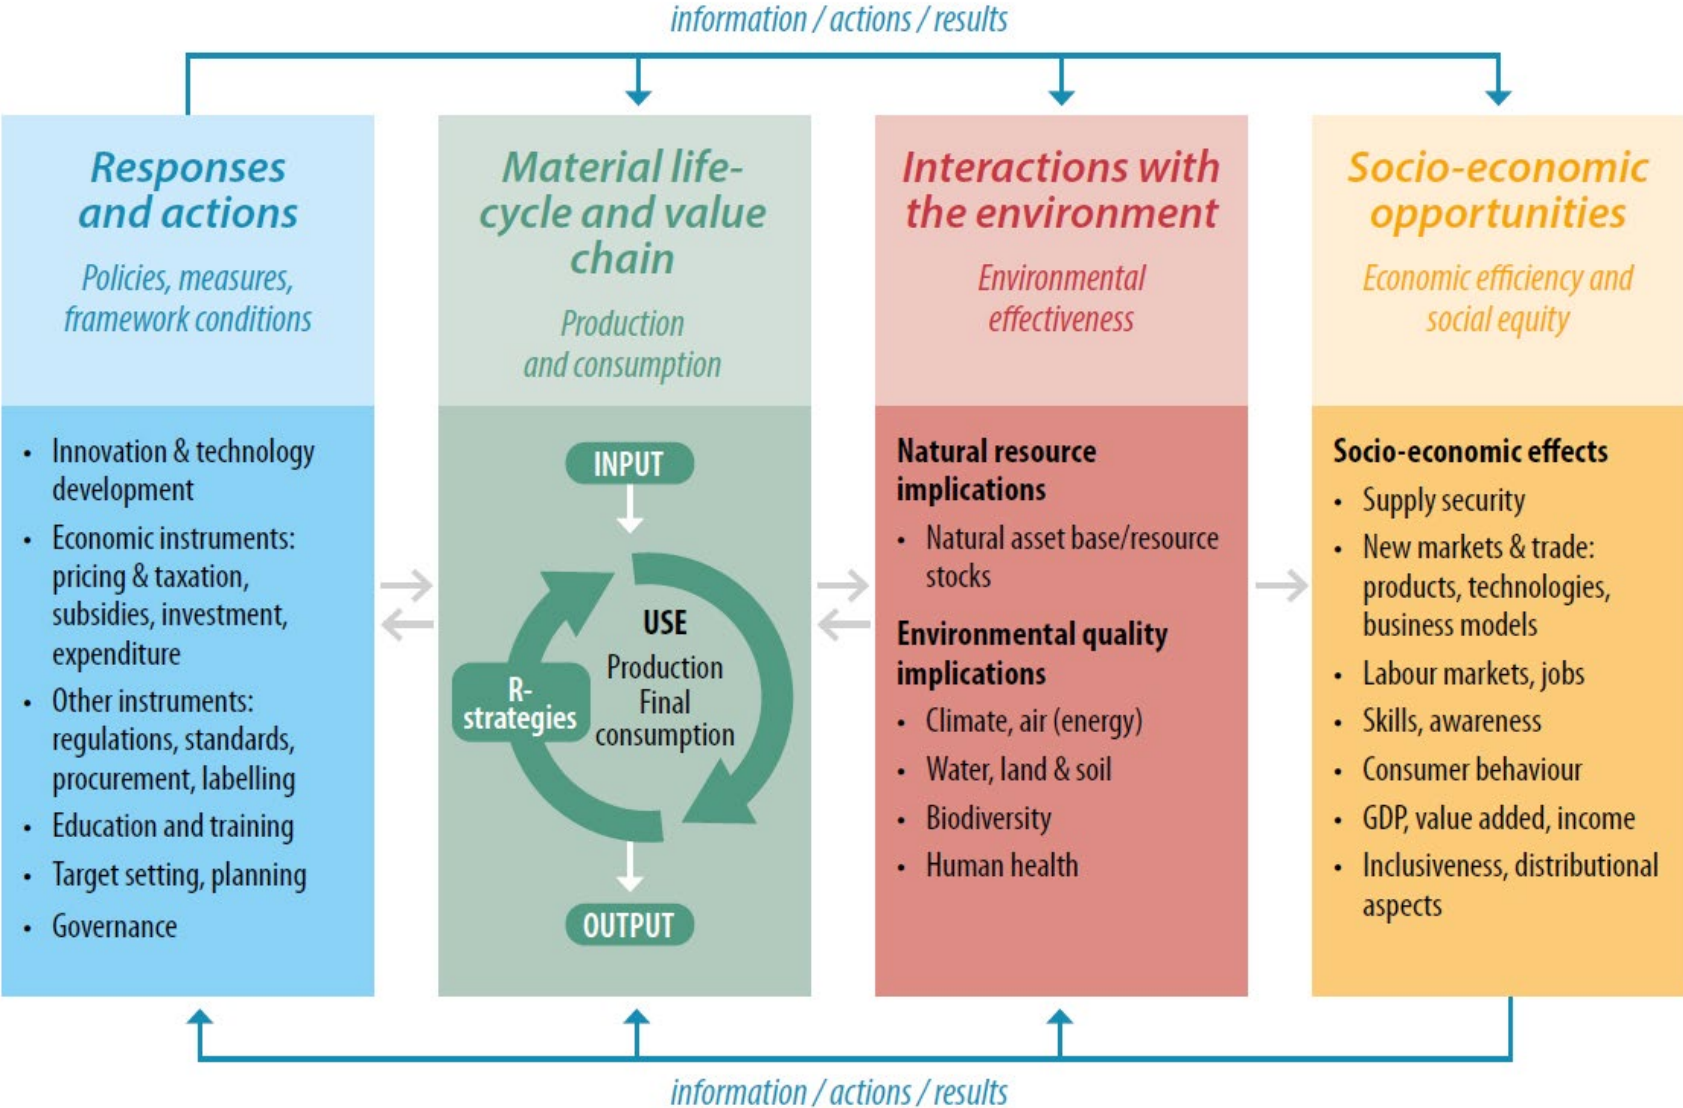 information / actions / results
Responses
and actions
Policies, measures,
framework conditions
• Innovation & technology
development
• Economic instruments:
pricing & taxation,
subsidies, investment,
expenditure
• Other instruments:
regulations, standards,
procurement, labelling
• Education and training
• Target setting, planning
• Governance
Material life-
cycle and value
chain
Production
and consumption
INPUT
USE
Production
Final
consumption
R-
strategies
OUTPUT
Interactions with
the environment
Environmental
effectiveness
Natural resource
implications
• Natural asset base/resource
stocks
Environmental quality
implications
• Climate, air (energy)
• Water, land & soil
• Biodiversity
• Human health
Socio-economic
opportunities
Economic efficiency and
social equity
Socio-economic effects
• Supply security
• New markets & trade:
products, technologies,
business models
• Labour markets, jobs
• Skills, awareness
• Consumer behaviour
• GDP, value added, income
• Inclusiveness, distributional
aspects
information / actions / results